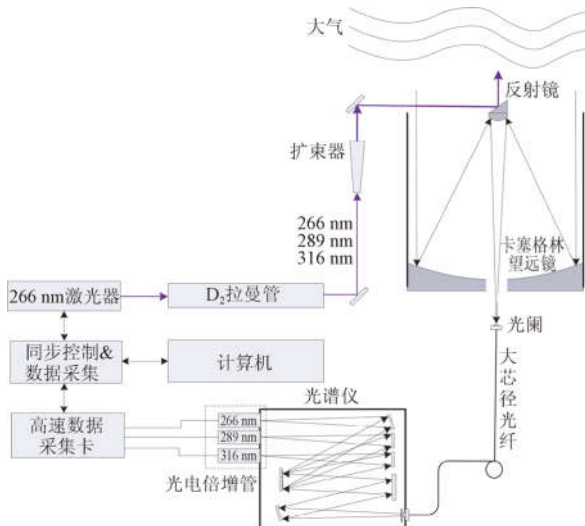 大气
反射镜
扩束器
266 nm
289 nm
316 nm
卡塞格林
望远镜
266 nm激光器
D₂拉曼管
光阑
同步控制&
数据采集
计算机
大芯径光纤
光谱仪
高速数据
采集卡
266 nm
289 nm
316 nm
光电倍增管